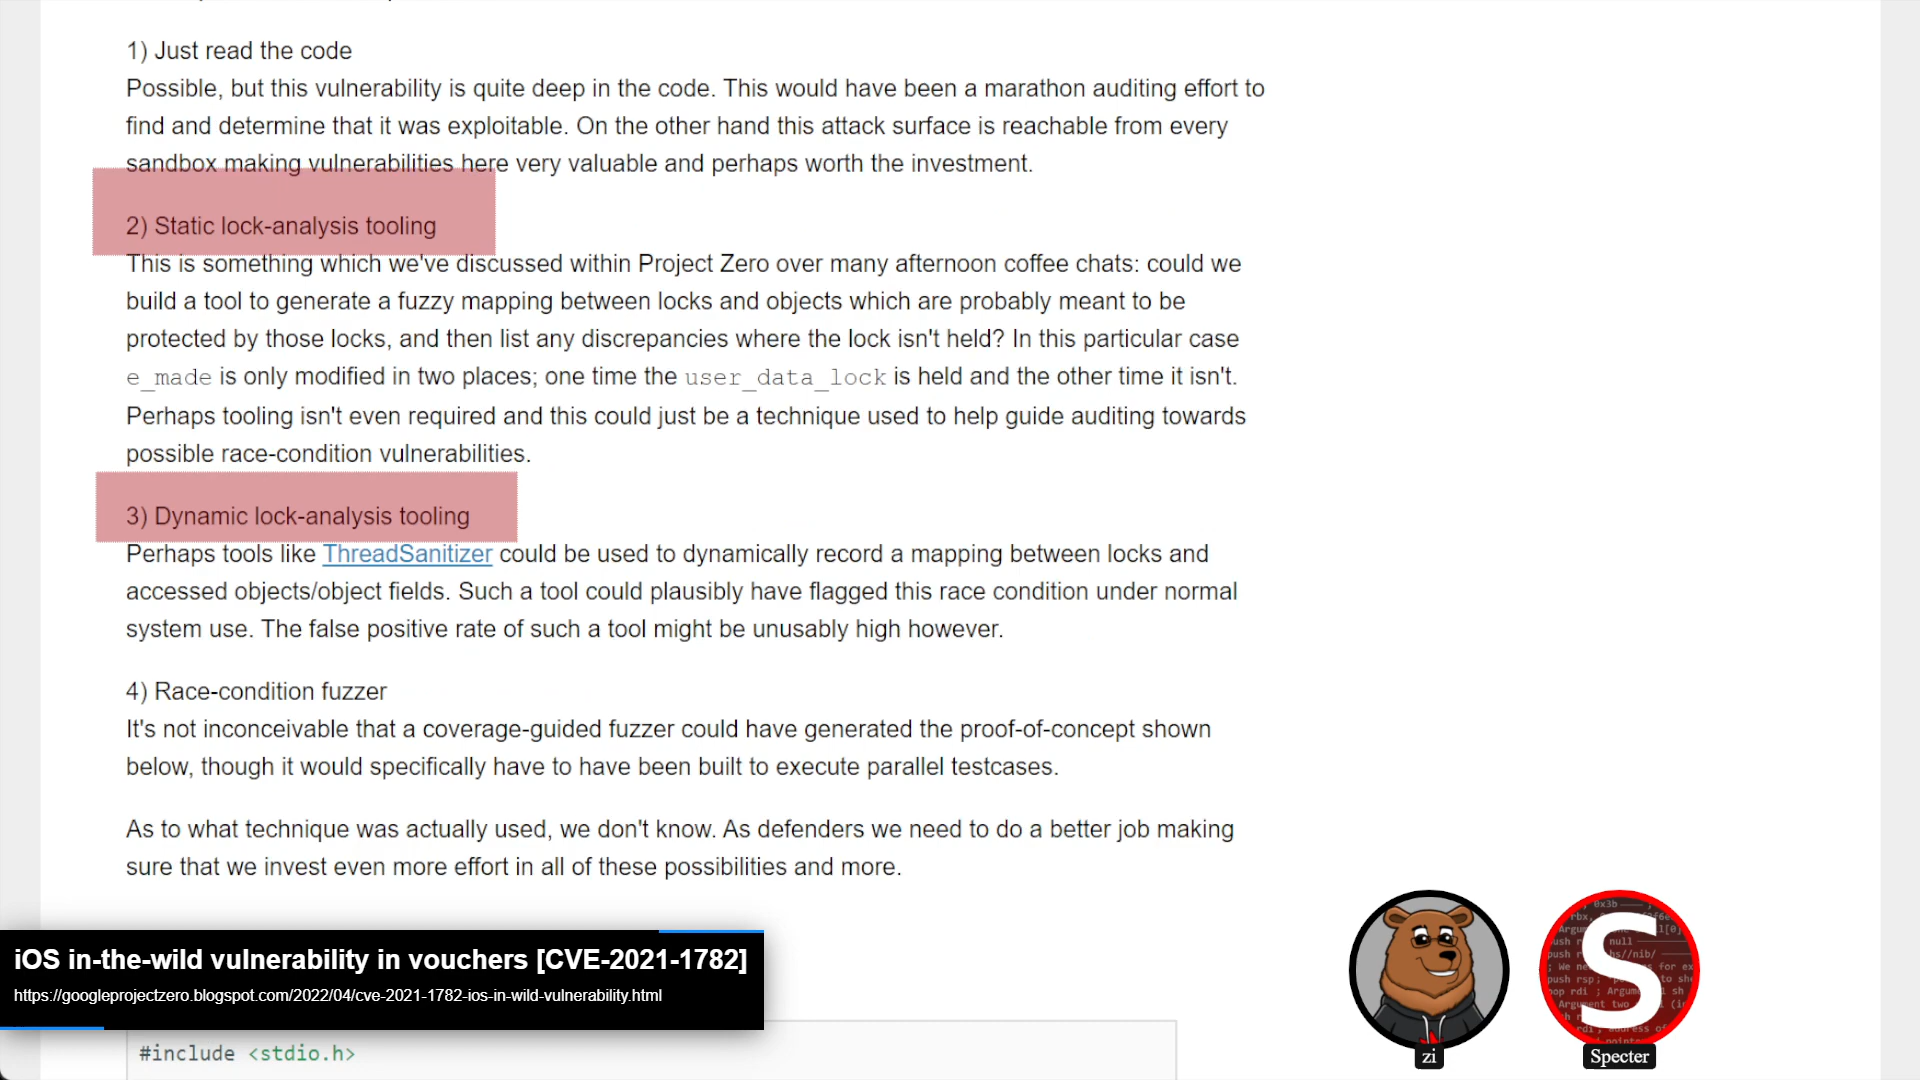 1) Just read the code
Possible, but this vulnerability is quite deep in the code. This would have been a marathon auditing effort to
find and determine that it was exploitable. On the other hand this attack surface is reachable from every
sandbox making vulnerabilities here very valuable and perhaps worth the investment.
2) Static lock-analysis tooling
This is something which we've discussed within Project Zero over many afternoon coffee chats: could we
build a tool to generate a fuzzy mapping between locks and objects which are probably meant to be
protected by those locks, and then list any discrepancies where the lock isn't held? In this particular case
e_made is only modified in two places; one time the user_data_lock is held and the other time it isn't.
Perhaps tooling isn't even required and this could just be a technique used to help guide auditing towards
possible race-condition vulnerabilities.
3) Dynamic lock-analysis tooling
Perhaps tools like ThreadSanitizer could be used to dynamically record a mapping between locks and
accessed objects/object fields. Such a tool could plausibly have flagged this race condition under normal
system use. The false positive rate of such a tool might be unusably high however.
4) Race-condition fuzzer
It's not inconceivable that a coverage-guided fuzzer could have generated the proof-of-concept shown
below, though it would specifically have to have been built to execute parallel testcases.
As to what technique was actually used, we don't know. As defenders we need to do a better job making
sure that we invest even more effort in all of these possibilities and more.
iOS in-the-wild vulnerability in vouchers [CVE-2021-1782]
https://googleprojectzero.blogspot.com/2022/04/cve-2021-1782-ios-in-wild-vulnerability.html
#include <stdio.h>
S
zi
Specter